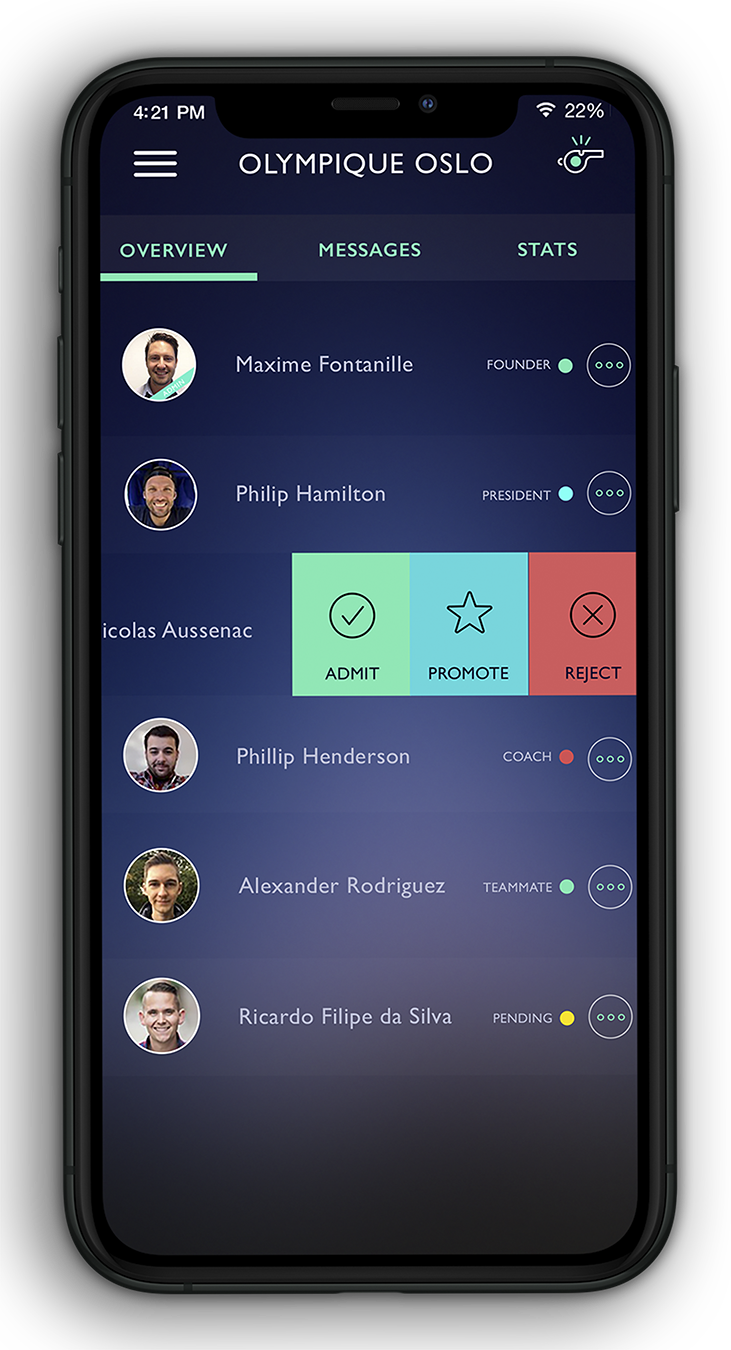 4:21 PM 22%
OLYMPIQUE OSLO
OVERVIEW MESSAGES STATS
ADMIN
Maxime Fontanille FOUNDER
Philip Hamilton PRESIDENT
icolas Aussenac
ADMIT PROMOTE REJECT
Phillip Henderson COACH
Alexander Rodriguez TEAMMATE
Ricardo Filipe da Silva PENDING